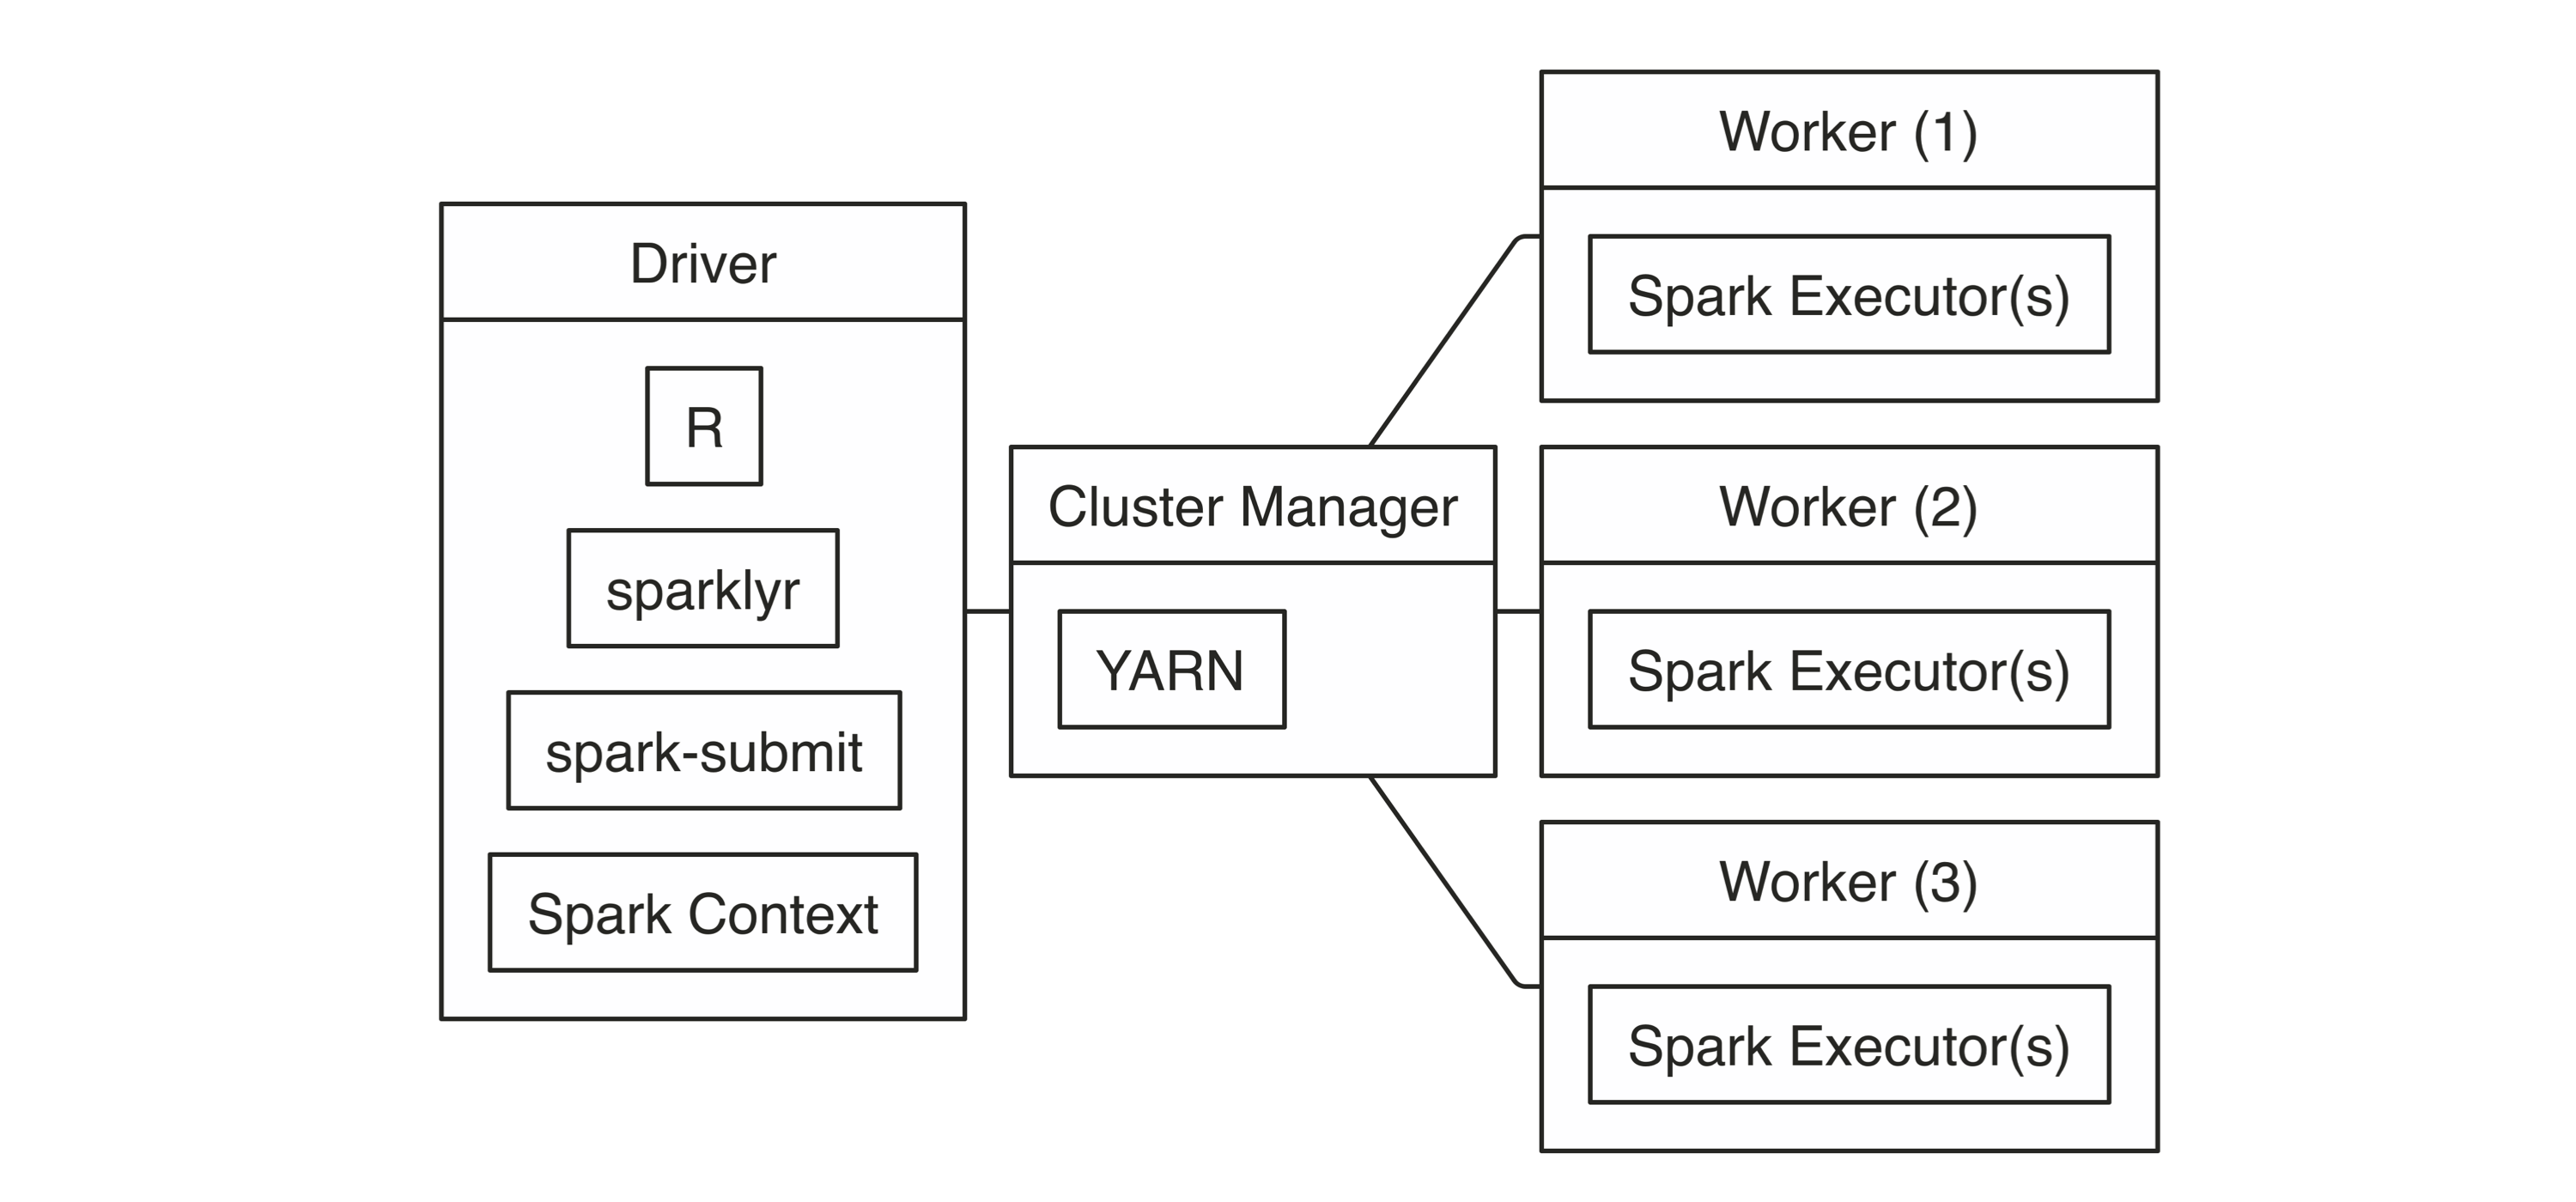 Driver
R
sparklyr
spark-submit
Spark Context
Cluster Manager
YARN
Worker (1)
Spark Executor(s)
Worker (2)
Spark Executor(s)
Worker (3)
Spark Executor(s)